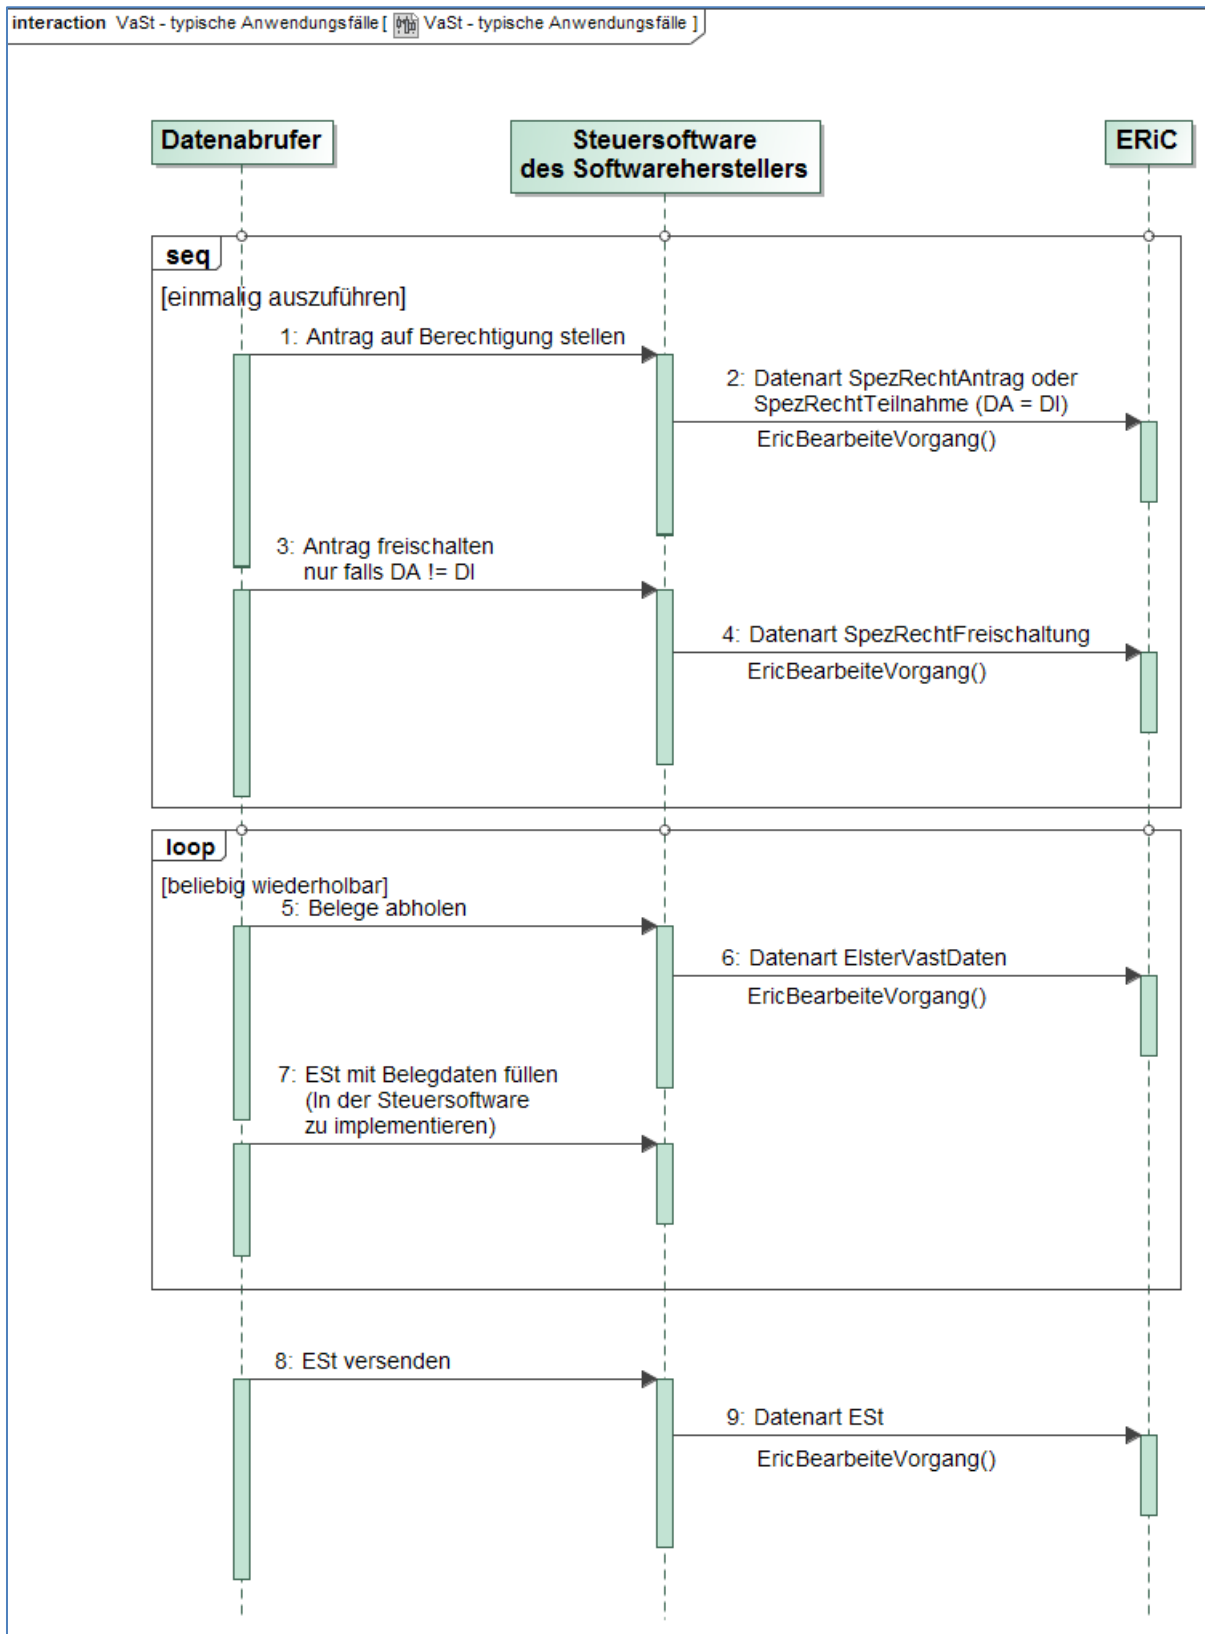 interaction VaSt - typische Anwendungsfälle [ VaSt - typische Anwendungsfälle ]
Datenabrufer
Steuersoftware
des Softwareherstellers
ERiC
seq
[einmalig auszuführen]
1: Antrag auf Berechtigung stellen
2: Datenart SpezRechtAntrag oder
SpezRechtTeilnahme (DA = DI)
EricBearbeiteVorgang()
3: Antrag freischalten
nur falls DA != DI
4: Datenart SpezRechtFreischaltung
EricBearbeiteVorgang()
loop
[beliebig wiederholbar]
5: Belege abholen
6: Datenart ElsterVastDaten
EricBearbeiteVorgang()
7: ESt mit Belegdaten füllen
(In der Steuersoftware
zu implementieren)
8: ESt versenden
9: Datenart ESt
EricBearbeiteVorgang()